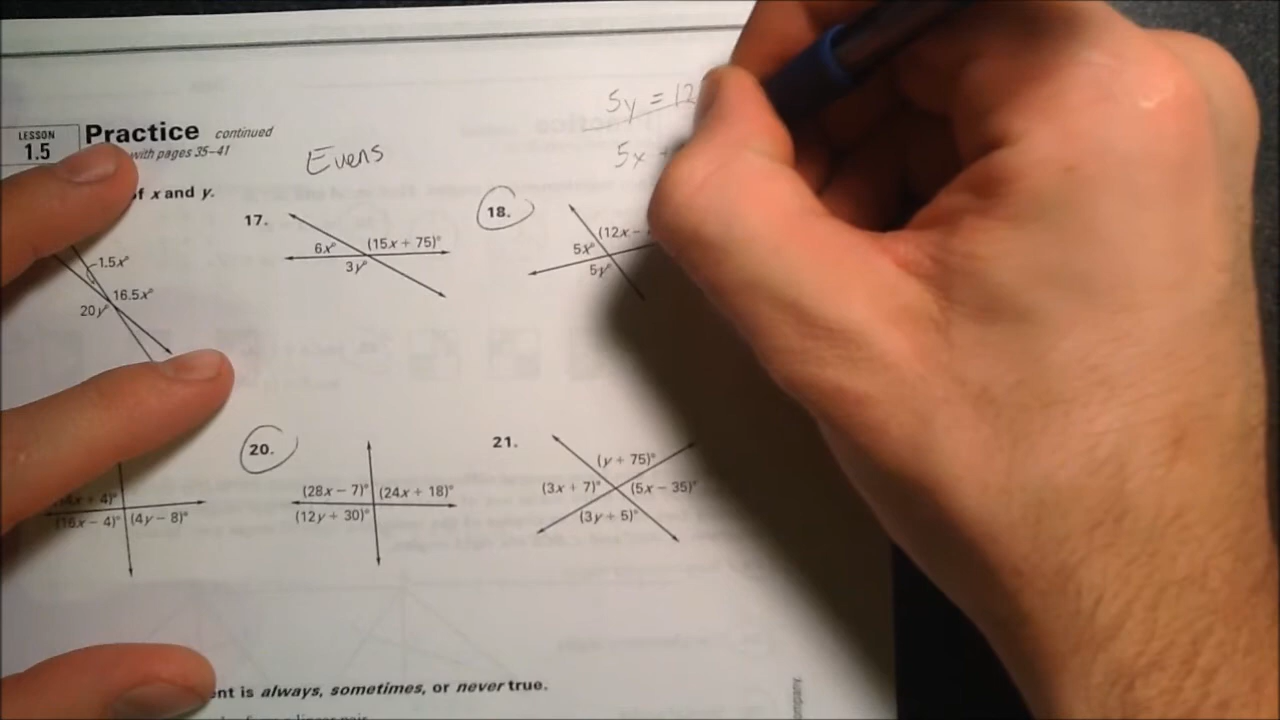 5y = 12
LESSON
1.5
Practice continued
with pages 35–41
Evens
5x
of x and y.
17.
18.
6x°
(15x + 75)°
3y°
(12x –
5x°
5y°
1.5x°
16.5x°
20y°
20.
21.
(28x – 7)°
(24x + 18)°
(12y + 30)°
(y + 75)°
(3x + 7)°
(5x – 35)°
(3y + 5)°
x + 4)°
(16x – 4)°
(4y – 8)°
ent is always, sometimes, or never true.